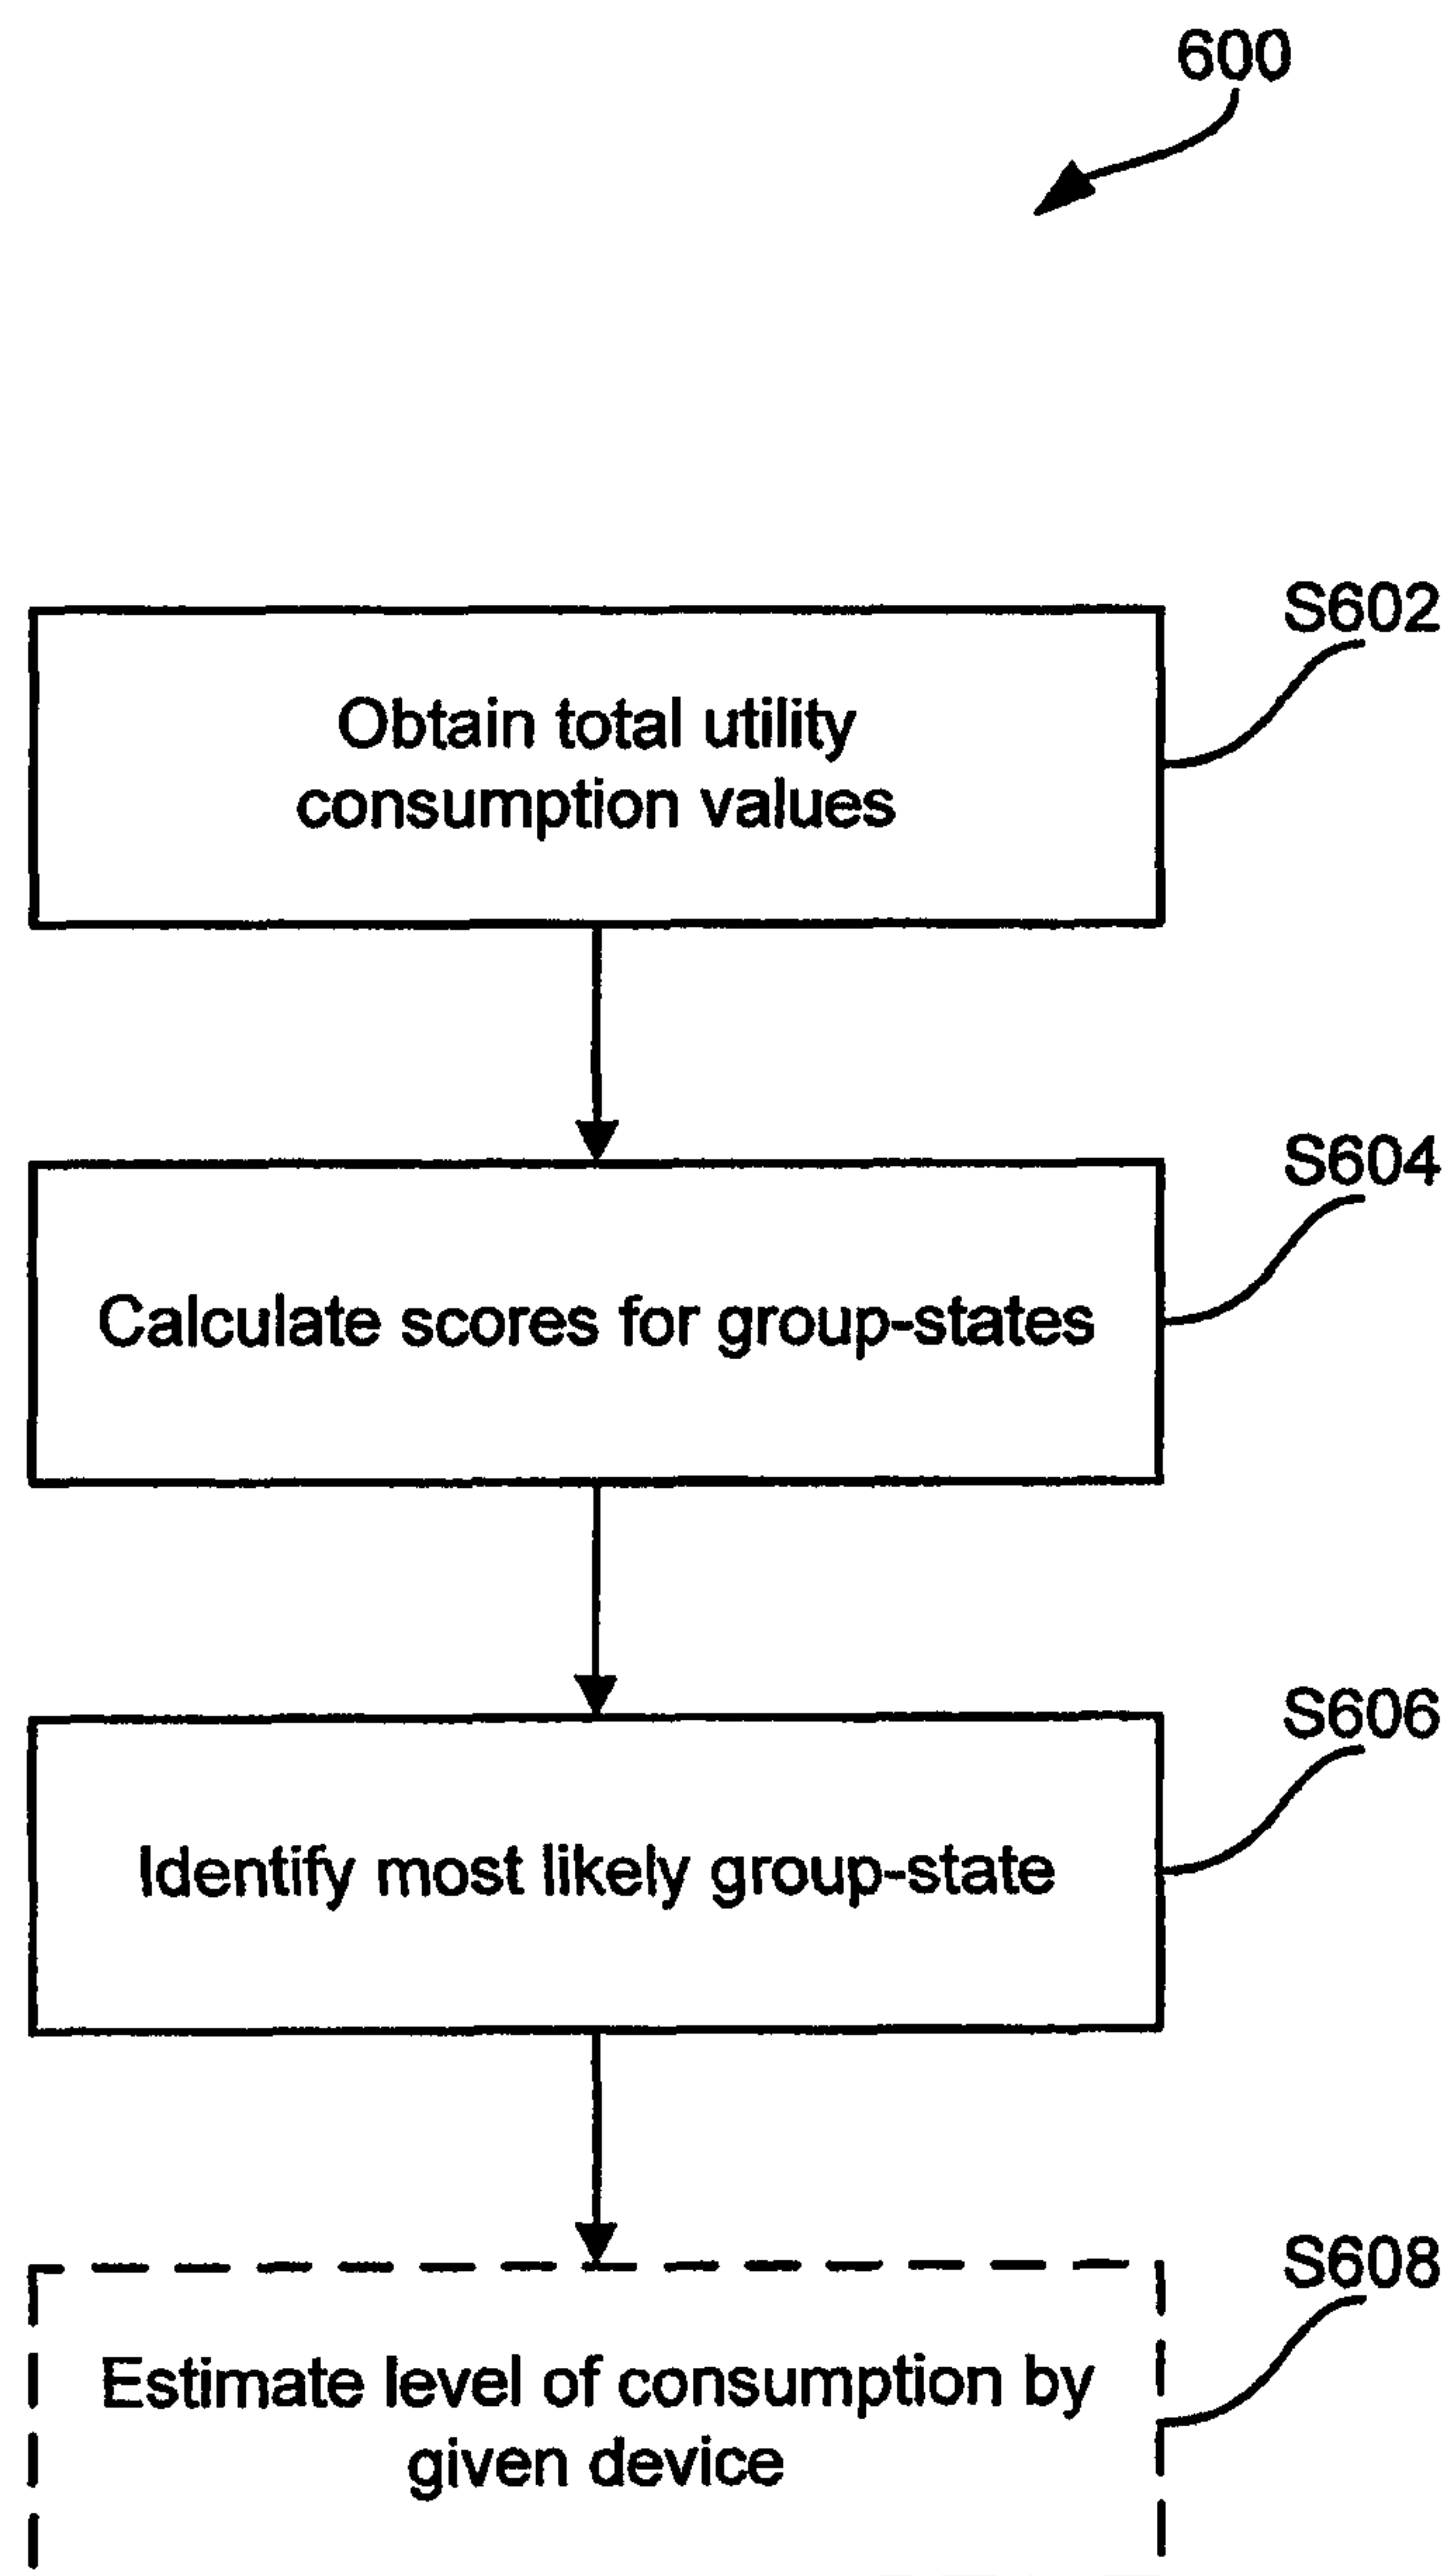 600
S602
Obtain total utility
consumption values
S604
Calculate scores for group-states
S606
Identify most likely group-state
S608
Estimate level of consumption by
given device